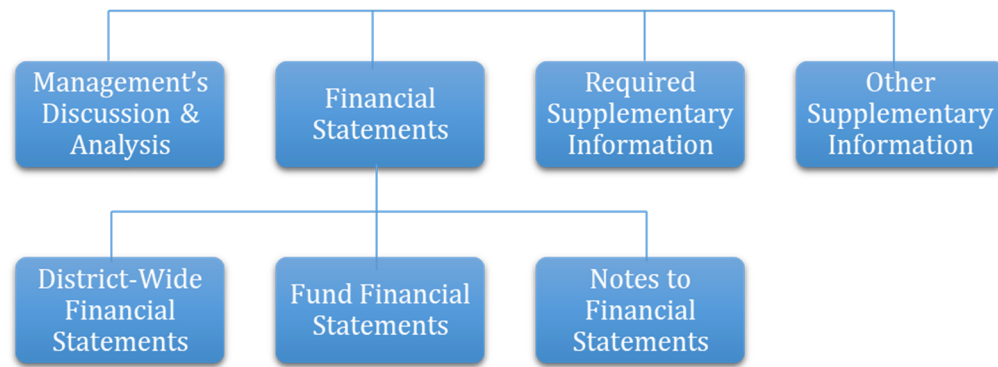 Management's
Discussion &
Analysis
Financial
Statements
Required
Supplementary
Information
Other
Supplementary
Information
District-Wide
Financial
Statements
Fund Financial
Statements
Notes to
Financial
Statements